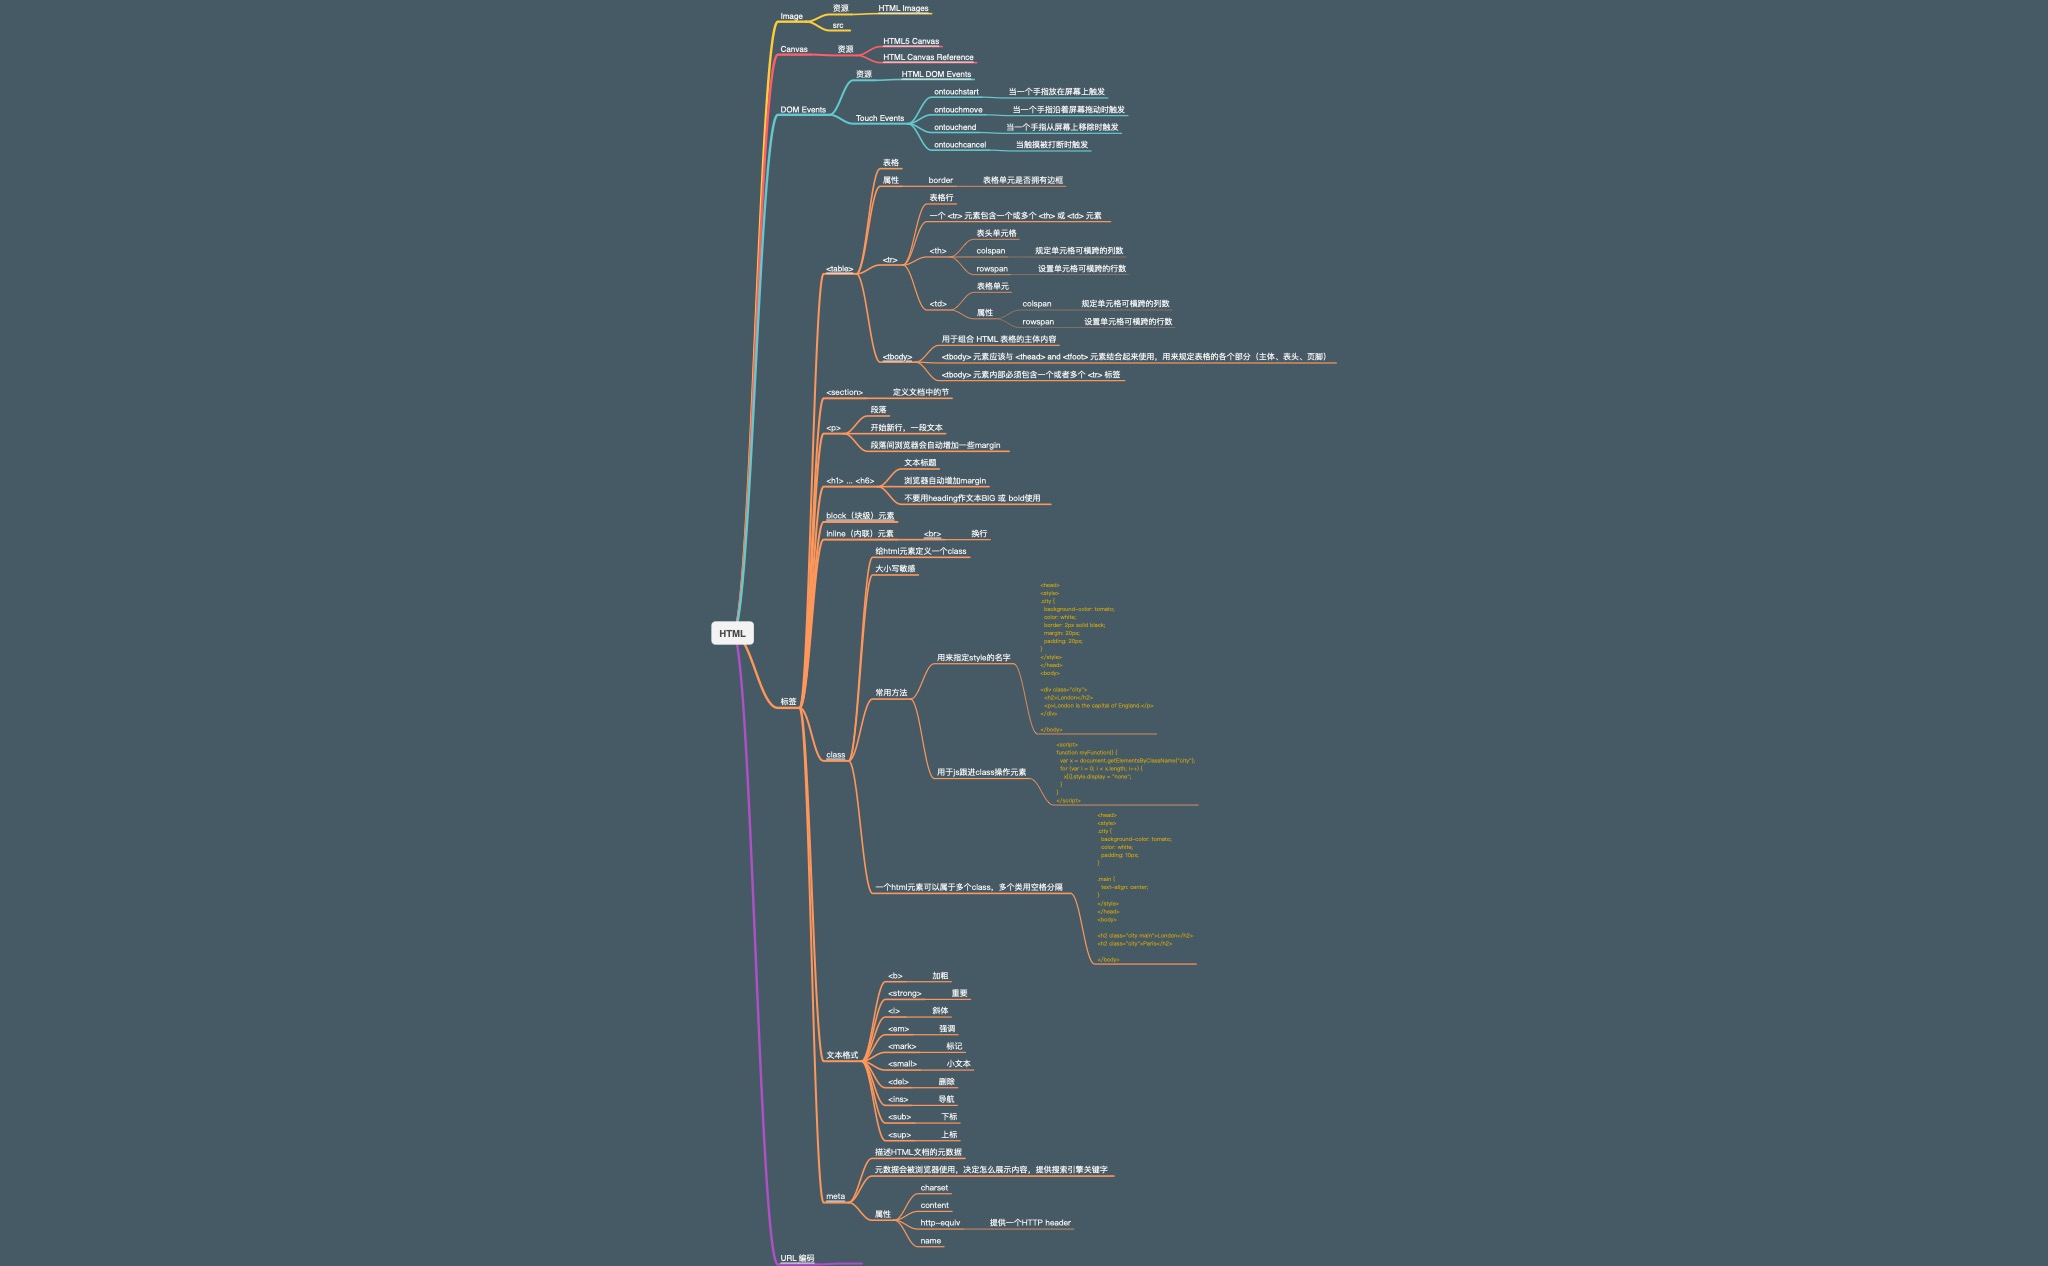 Image
资源
HTML Images
src
Canvas
资源
HTML5 Canvas
HTML Canvas Reference
DOM Events
资源
HTML DOM Events
Touch Events
ontouchstart
当一个手指放在屏幕上触发
ontouchmove
当一个手指沿着屏幕拖动时触发
ontouchend
当一个手指从屏幕上移除时触发
ontouchcancel
当触摸被打断时触发
HTML
标签
<table>
表格
属性
border
表格单元是否拥有边框
<tr>
表格行
一个 <tr> 元素包含一个或多个 <th> 或 <td> 元素
<th>
表头单元格
colspan
规定单元格可横跨的列数
rowspan
设置单元格可横跨的行数
<td>
表格单元
属性
colspan
规定单元格可横跨的列数
rowspan
设置单元格可横跨的行数
<tbody>
用于组合 HTML 表格的主体内容
<tbody> 元素应该与 <thead> and <tfoot> 元素结合起来使用，用来规定表格的各个部分（主体、表头、页脚）
<tbody> 元素内部必须包含一个或者多个 <tr> 标签
<section>
定义文档中的节
<p>
段落
开始新行，一段文本
段落间浏览器会自动增加一些margin
<h1> ... <h6>
文本标题
浏览器自动增加margin
不要用heading作文本BIG 或 bold使用
block（块级）元素
Inline（内联）元素
<br>
换行
class
给html元素定义一个class
大小写敏感
常用方法
用来指定style的名字
<head>
<style>
.city {
background-color: tomato;
color: white;
border: 2px solid black;
margin: 20px;
padding: 20px;
}
</style>
</head>
<body>
<div class="city">
<h2>London</h2>
<p>London is the capital of England.</p>
</div>
</body>
用于js跟进class操作元素
<script>
function myFunction() {
var x = document.getElementsByClassName("city");
for (var i = 0; i < x.length; i++) {
x[i].style.display = "none";
}
}
</script>
一个html元素可以属于多个class，多个类用空格分隔
<head>
<style>
.city {
background-color: tomato;
color: white;
padding: 10px;
}
.main {
text-align: center;
}
</style>
</head>
<body>
<h2 class="city main">London</h2>
<h2 class="city">Paris</h2>
</body>
文本格式
<b>
加粗
<strong>
重要
<i>
斜体
<em>
强调
<mark>
标记
<small>
小文本
<del>
删除
<ins>
导航
<sub>
下标
<sup>
上标
meta
描述HTML文档的元数据
元数据会被浏览器使用，决定怎么展示内容，提供搜索引擎关键字
属性
charset
content
http-equiv
提供一个HTTP header
name
URL 编码